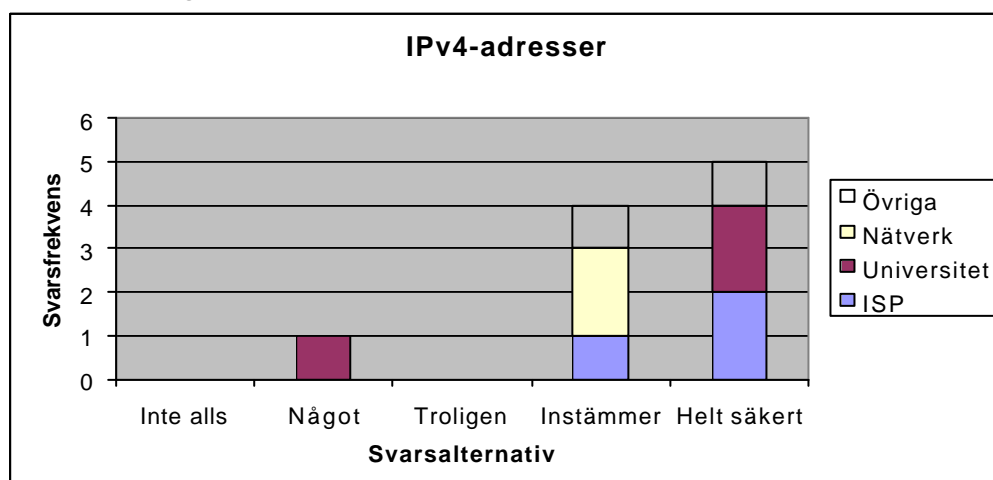 IPv4-adresser
6
5
4
3
2
1
0
Svarsfrekvens
Inte alls Något Troligen Instämmer Helt säkert
Svarsalternativ
Övriga
Nätverk
Universitet
ISP